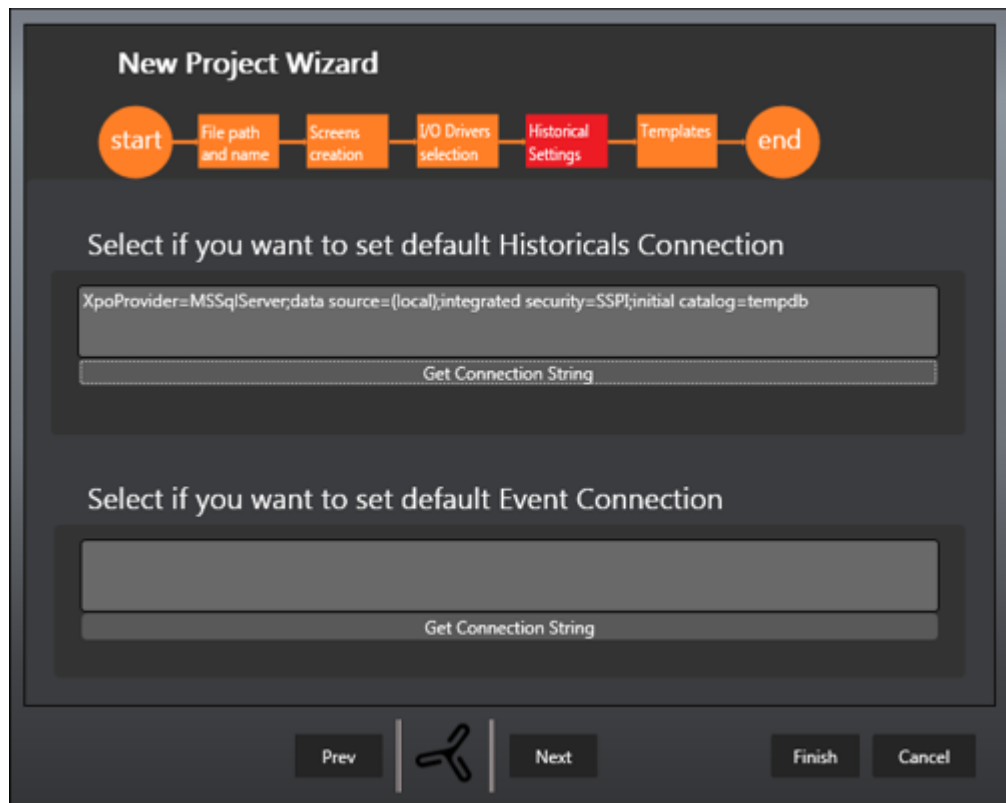 New Project Wizard
start
File path
and name
Screens
creation
I/O Drivers
selection
Historical
Settings
Templates
end
Select if you want to set default Historicals Connection
XpoProvider=MSSqlServer;data source=(local);integrated security=SSPI;initial catalog=tempdb
Get Connection String
Select if you want to set default Event Connection
Get Connection String
Prev
Next
Finish
Cancel